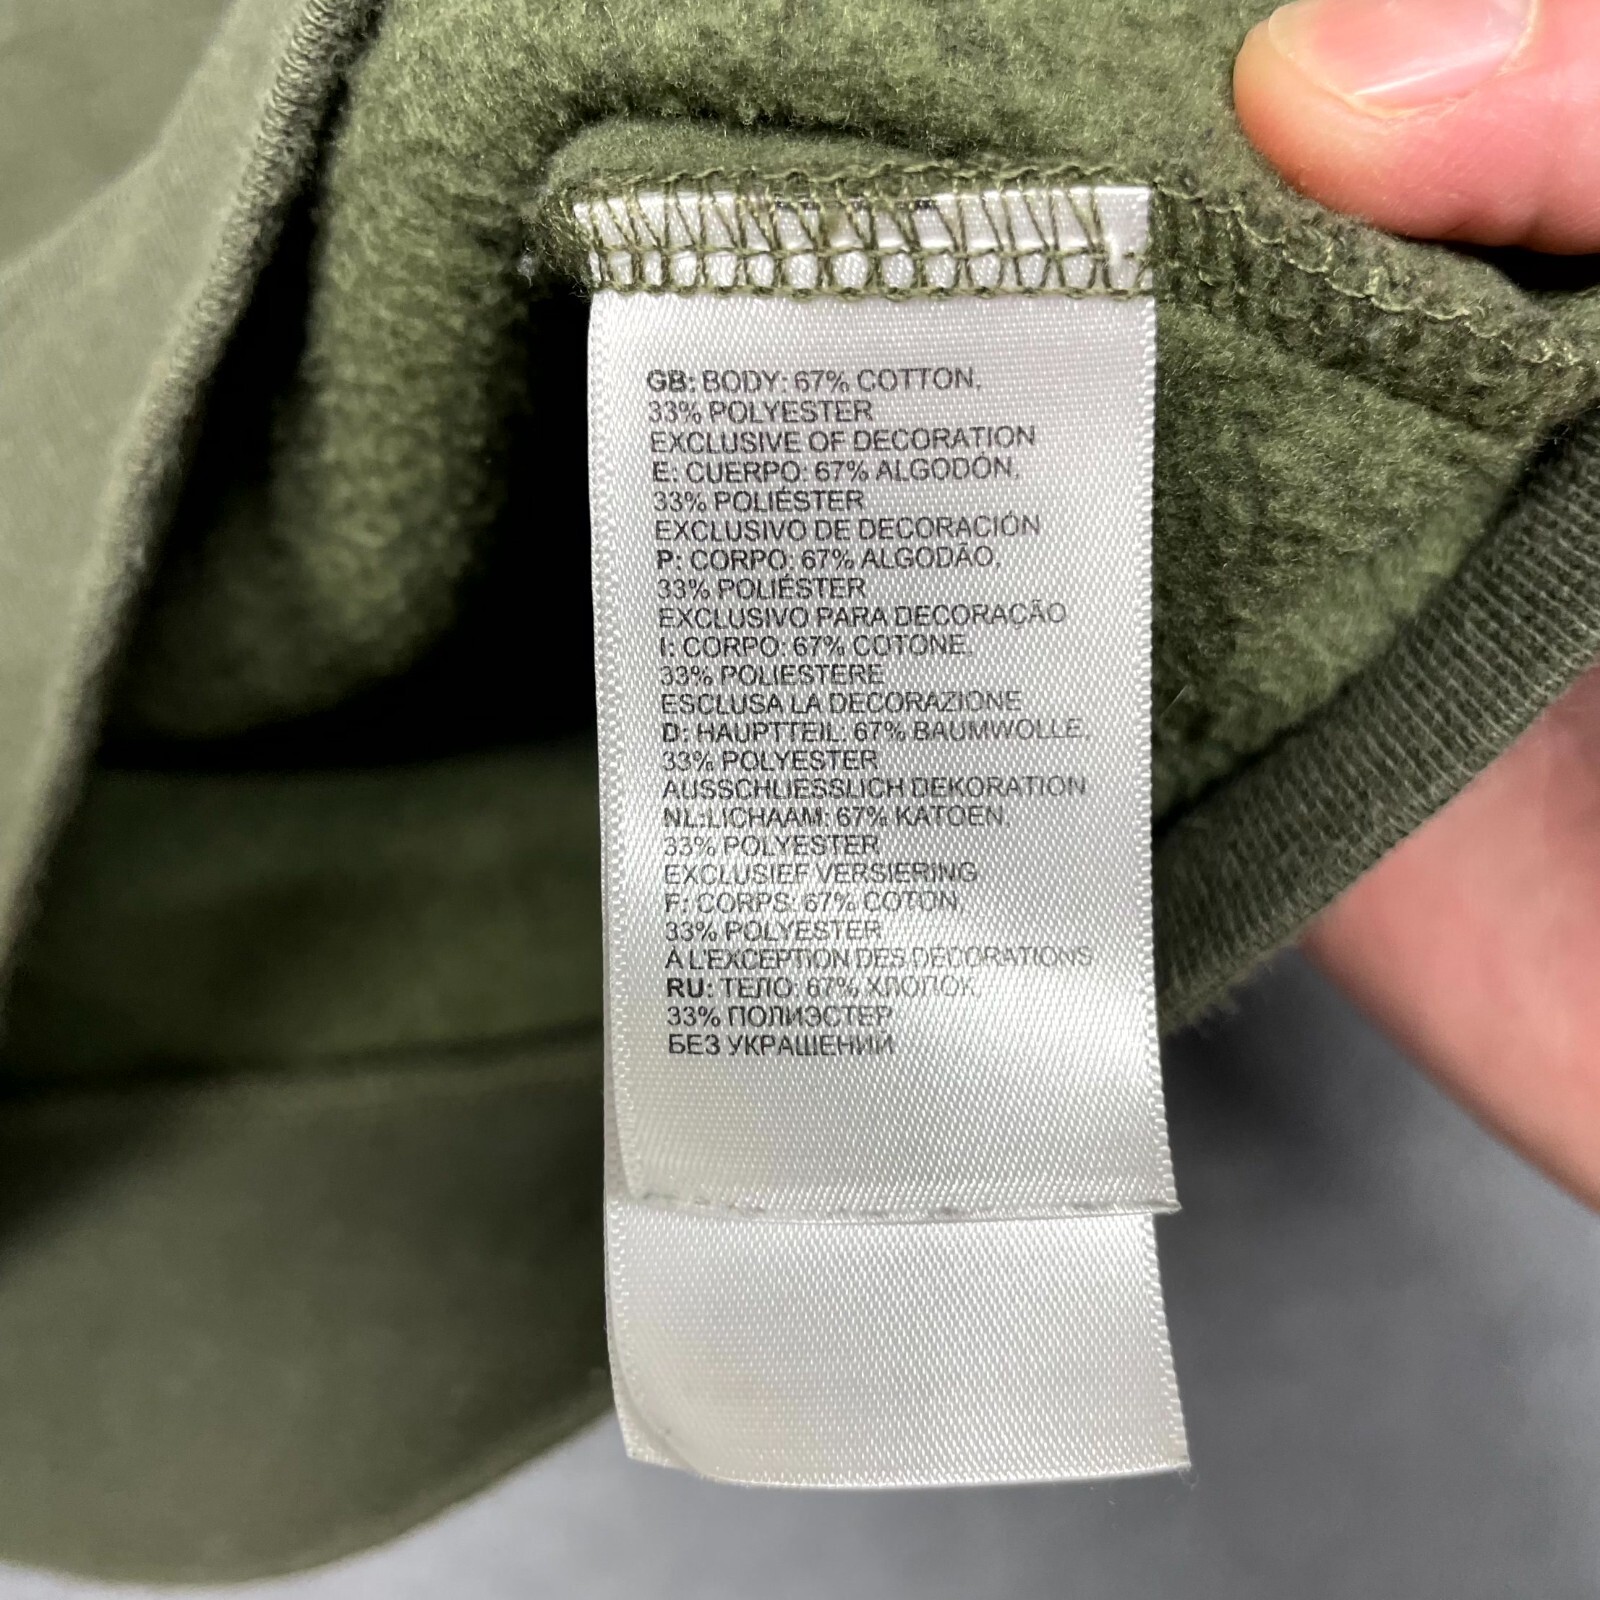 GB: BODY: 67% COTTON,
33% POLYESTER
EXCLUSIVE OF DECORATION
E: CUERPO: 67% ALGODÓN,
33% POLIÉSTER
EXCLUSIVO DE DECORACIÓN
P: CORPO: 67% ALGODÃO,
33% POLIÉSTER
EXCLUSIVO PARA DECORAÇÃO
I: CORPO: 67% COTONE,
33% POLIESTERE
ESCLUSA LA DECORAZIONE
D: HAUPTTEIL: 67% BAUMWOLLE,
33% POLYESTER
AUSSCHLIESSLICH DEKORATION
NL:LICHAAM: 67% KATOEN,
33% POLYESTER
EXCLUSIEF VERSIERING
F: CORPS: 67% COTON,
33% POLYESTER
À L'EXCEPTION DES DÉCORATIONS
RU: ТЕЛО: 67% ХЛОПОК,
33% ПОЛИЭСТЕР
БЕЗ УКРАШЕНИЙ